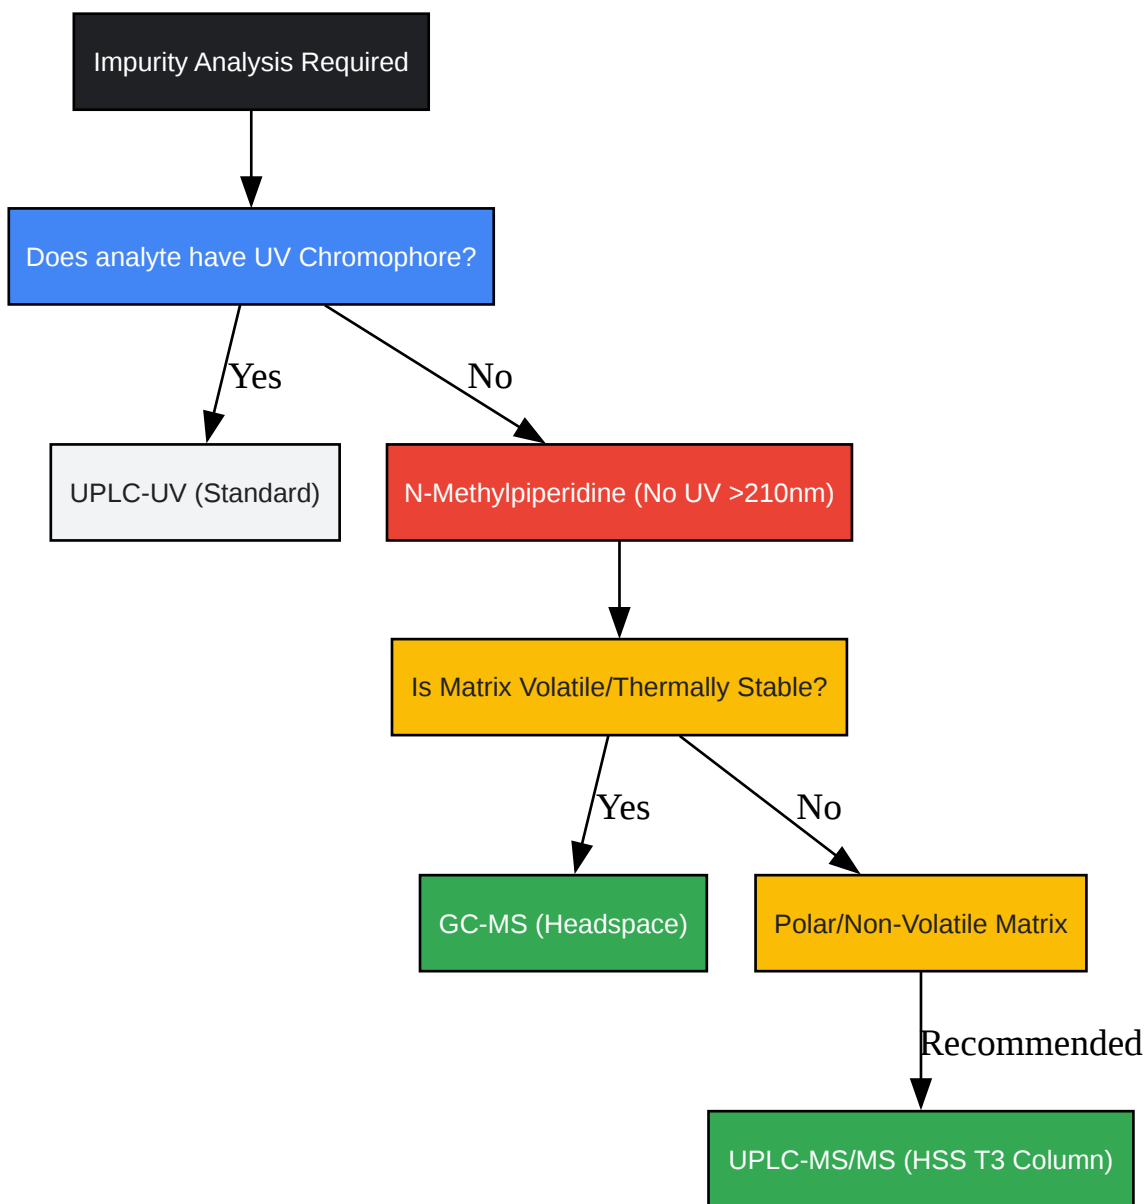 Impurity Analysis Required
Does analyte have UV Chromophore?
Yes
No
UPLC-UV (Standard)
N-Methylpiperidine (No UV >210nm)
Is Matrix Volatile/Thermally Stable?
Yes
No
GC-MS (Headspace)
Polar/Non-Volatile Matrix
Recommended
UPLC-MS/MS (HSS T3 Column)